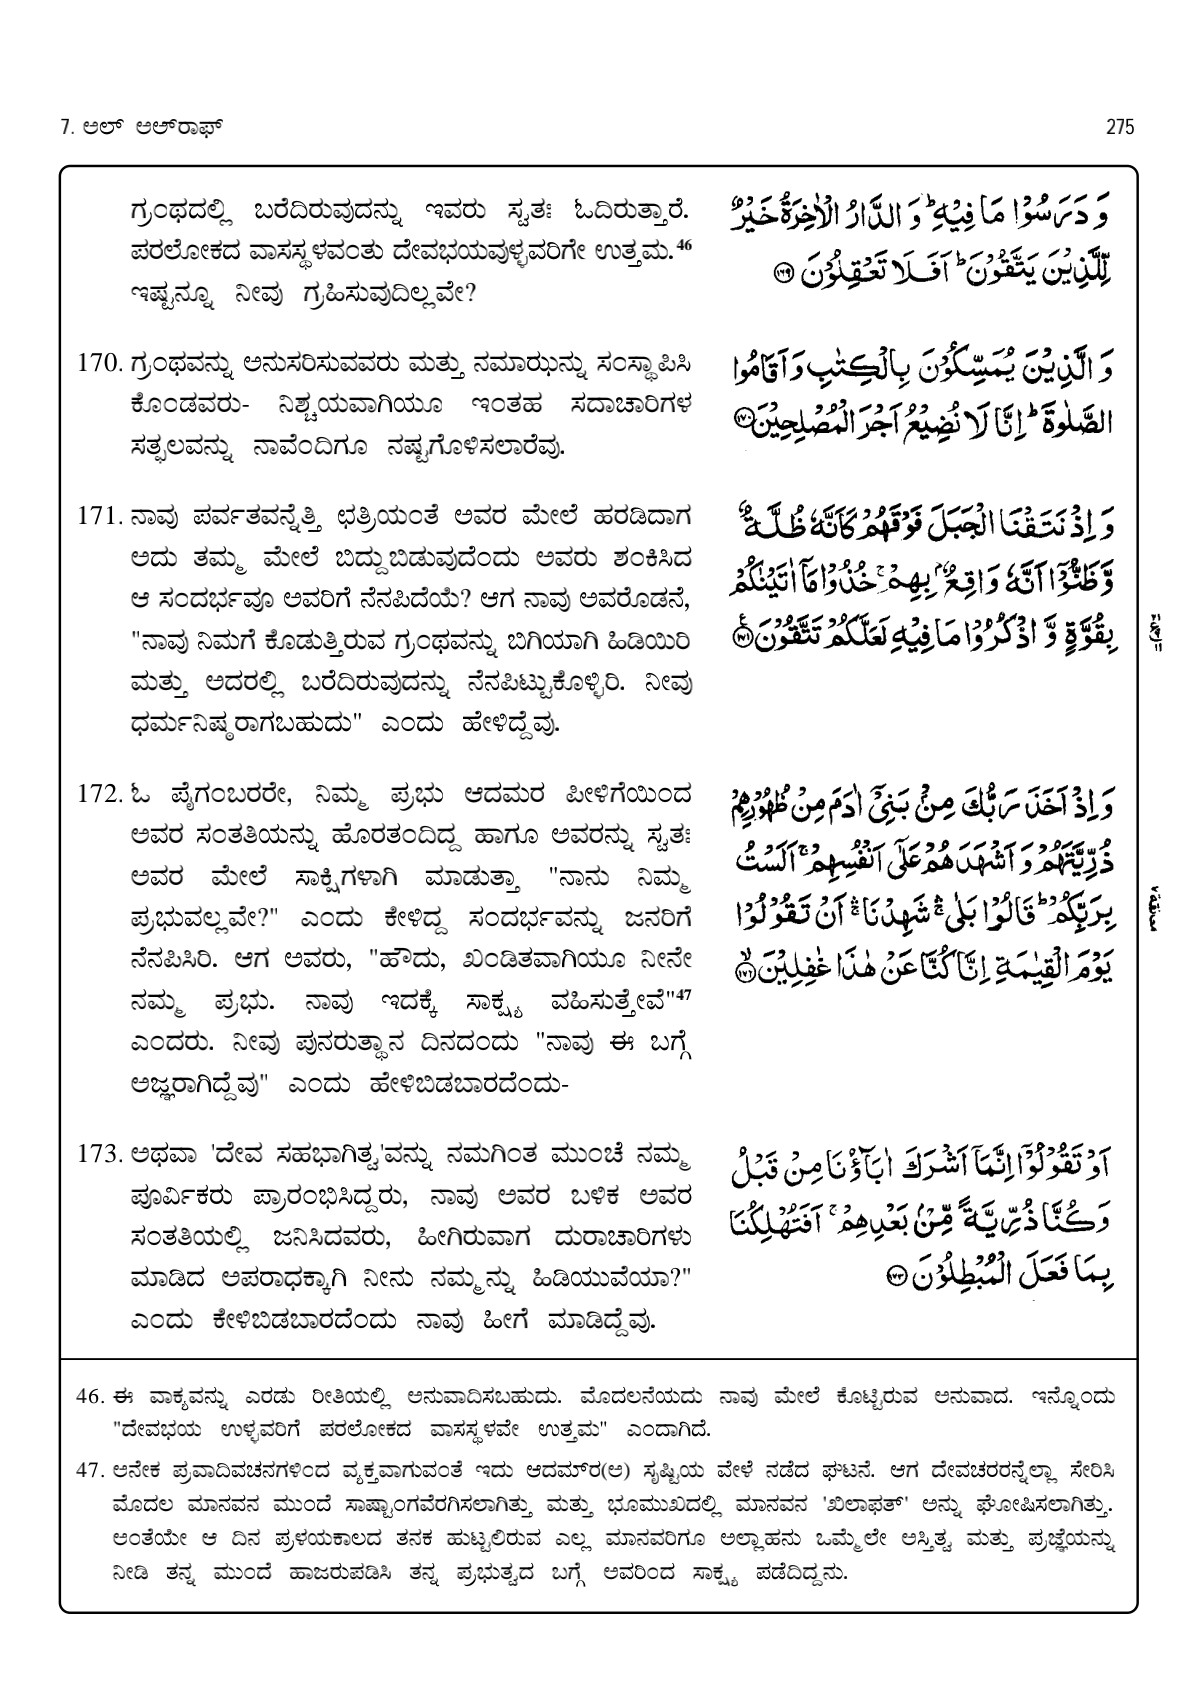 7. ಅಲ್ ಆಅ್‌ರಾಫ್
275
ಗ್ರಂಥದಲ್ಲಿ ಬರೆದಿರುವುದನ್ನು ಇವರು ಸ್ವತಃ ಓದಿರುತ್ತಾರೆ.
ಪರಲೋಕದ ವಾಸಸ್ಥಳವಂತು ದೇವಭಯವುಳ್ಳವರಿಗೇ ಉತ್ತಮ.46
ಇಷ್ಟನ್ನೂ ನೀವು ಗ್ರಹಿಸುವುದಿಲ್ಲವೇ?
وَدَرَسُوْا مَا فِيْهِ ؕ وَالدَّارُ الْاٰخِرَةُ خَيْرٌ
لِّلَّذِيْنَ يَتَّقُوْنَ ؕ اَفَلَا تَعْقِلُوْنَ ۝۱۶۹
170. ಗ್ರಂಥವನ್ನು ಅನುಸರಿಸುವವರು ಮತ್ತು ನಮಾಝನ್ನು ಸಂಸ್ಥಾಪಿಸಿ
ಕೊಂಡವರು- ನಿಶ್ಚಯವಾಗಿಯೂ ಇಂತಹ ಸದಾಚಾರಿಗಳ
ಸತ್ಫಲವನ್ನು ನಾವೆಂದಿಗೂ ನಷ್ಟಗೊಳಿಸಲಾರೆವು.
وَالَّذِيْنَ يُمَسِّكُوْنَ بِالْكِتٰبِ وَاَقَامُوا
الصَّلٰوةَ ؕ اِنَّا لَا نُضِيْعُ اَجْرَ الْمُصْلِحِيْنَ ۝۱۷۰
171. ನಾವು ಪರ್ವತವನ್ನೆತ್ತಿ ಛತ್ರಿಯಂತೆ ಅವರ ಮೇಲೆ ಹರಡಿದಾಗ
ಅದು ತಮ್ಮ ಮೇಲೆ ಬಿದ್ದುಬಿಡುವುದೆಂದು ಅವರು ಶಂಕಿಸಿದ
ಆ ಸಂದರ್ಭವೂ ಅವರಿಗೆ ನೆನಪಿದೆಯೆ? ಆಗ ನಾವು ಅವರೊಡನೆ,
"ನಾವು ನಿಮಗೆ ಕೊಡುತ್ತಿರುವ ಗ್ರಂಥವನ್ನು ಬಿಗಿಯಾಗಿ ಹಿಡಿಯಿರಿ
ಮತ್ತು ಅದರಲ್ಲಿ ಬರೆದಿರುವುದನ್ನು ನೆನಪಿಟ್ಟುಕೊಳ್ಳಿರಿ. ನೀವು
ಧರ್ಮನಿಷ್ಠರಾಗಬಹುದು" ಎಂದು ಹೇಳಿದ್ದೆವು.
وَاِذْ نَتَقْنَا الْجَبَلَ فَوْقَهُمْ كَاَنَّهٗ ظُلَّةٌ
وَّظَنُّوْۤا اَنَّهٗ وَاقِعٌۢ بِهِمْ ۚ خُذُوْا مَاۤ اٰتَيْنٰكُمْ
بِقُوَّةٍ وَّاذْكُرُوْا مَا فِيْهِ لَعَلَّكُمْ تَتَّقُوْنَ ۝۱۷۱
172. ಓ ಪೈಗಂಬರರೇ, ನಿಮ್ಮ ಪ್ರಭು ಆದಮರ ಪೀಳಿಗೆಯಿಂದ
ಅವರ ಸಂತತಿಯನ್ನು ಹೊರತಂದಿದ್ದ ಹಾಗೂ ಅವರನ್ನು ಸ್ವತಃ
ಅವರ ಮೇಲೆ ಸಾಕ್ಷಿಗಳಾಗಿ ಮಾಡುತ್ತಾ "ನಾನು ನಿಮ್ಮ
ಪ್ರಭುವಲ್ಲವೇ?" ಎಂದು ಕೇಳಿದ್ದ ಸಂದರ್ಭವನ್ನು ಜನರಿಗೆ
ನೆನಪಿಸಿರಿ. ಆಗ ಅವರು, "ಹೌದು, ಖಂಡಿತವಾಗಿಯೂ ನೀನೇ
ನಮ್ಮ ಪ್ರಭು. ನಾವು ಇದಕ್ಕೆ ಸಾಕ್ಷ್ಯ ವಹಿಸುತ್ತೇವೆ"47
ಎಂದರು. ನೀವು ಪುನರುತ್ಥಾನ ದಿನದಂದು "ನಾವು ಈ ಬಗ್ಗೆ
ಅಜ್ಞರಾಗಿದ್ದೆವು" ಎಂದು ಹೇಳಿಬಿಡಬಾರದೆಂದು-
وَاِذْ اَخَذَ رَبُّكَ مِنْۢ بَنِيْۤ اٰدَمَ مِنْ ظُهُوْرِهِمْ
ذُرِّيَّتَهُمْ وَاَشْهَدَهُمْ عَلٰۤى اَنْفُسِهِمْ ۚ اَلَسْتُ
بِرَبِّكُمْ ؕ قَالُوْا بَلٰى ۛۚ شَهِدْنَا ۛۚ اَنْ تَقُوْلُوْا
يَوْمَ الْقِيٰمَةِ اِنَّا كُنَّا عَنْ هٰذَا غٰفِلِيْنَ ۙ۝۱۷۲
173. ಅಥವಾ 'ದೇವ ಸಹಭಾಗಿತ್ವ'ವನ್ನು ನಮಗಿಂತ ಮುಂಚೆ ನಮ್ಮ
ಪೂರ್ವಿಕರು ಪ್ರಾರಂಭಿಸಿದ್ದರು, ನಾವು ಅವರ ಬಳಿಕ ಅವರ
ಸಂತತಿಯಲ್ಲಿ ಜನಿಸಿದವರು, ಹೀಗಿರುವಾಗ ದುರಾಚಾರಿಗಳು
ಮಾಡಿದ ಅಪರಾಧಕ್ಕಾಗಿ ನೀನು ನಮ್ಮನ್ನು ಹಿಡಿಯುವೆಯಾ?"
ಎಂದು ಕೇಳಿಬಿಡಬಾರದೆಂದು ನಾವು ಹೀಗೆ ಮಾಡಿದ್ದೆವು.
اَوْ تَقُوْلُوْۤا اِنَّمَاۤ اَشْرَكَ اٰبَآؤُنَا مِنْ قَبْلُ
وَكُنَّا ذُرِّيَّةً مِّنْۢ بَعْدِهِمْ ۚ اَفَتُهْلِكُنَا
بِمَا فَعَلَ الْمُبْطِلُوْنَ ۝۱۷۳
46. ಈ ವಾಕ್ಯವನ್ನು ಎರಡು ರೀತಿಯಲ್ಲಿ ಅನುವಾದಿಸಬಹುದು. ಮೊದಲನೆಯದು ನಾವು ಮೇಲೆ ಕೊಟ್ಟಿರುವ ಅನುವಾದ. ಇನ್ನೊಂದು
"ದೇವಭಯ ಉಳ್ಳವರಿಗೆ ಪರಲೋಕದ ವಾಸಸ್ಥಳವೇ ಉತ್ತಮ" ಎಂದಾಗಿದೆ.
47. ಅನೇಕ ಪ್ರವಾದಿವಚನಗಳಿಂದ ವ್ಯಕ್ತವಾಗುವಂತೆ ಇದು ಆದಮ್‌ರ(ಅ) ಸೃಷ್ಟಿಯ ವೇಳೆ ನಡೆದ ಘಟನೆ. ಆಗ ದೇವಚರರನ್ನೆಲ್ಲಾ ಸೇರಿಸಿ
ಮೊದಲ ಮಾನವನ ಮುಂದೆ ಸಾಷ್ಟಾಂಗವೆರಗಿಸಲಾಗಿತ್ತು ಮತ್ತು ಭೂಮುಖದಲ್ಲಿ ಮಾನವನ 'ಖಿಲಾಫತ್' ಅನ್ನು ಘೋಷಿಸಲಾಗಿತ್ತು.
ಅಂತೆಯೇ ಆ ದಿನ ಪ್ರಳಯಕಾಲದ ತನಕ ಹುಟ್ಟಲಿರುವ ಎಲ್ಲ ಮಾನವರಿಗೂ ಅಲ್ಲಾಹನು ಒಮ್ಮೆಲೇ ಅಸ್ತಿತ್ವ ಮತ್ತು ಪ್ರಜ್ಞೆಯನ್ನು
ನೀಡಿ ತನ್ನ ಮುಂದೆ ಹಾಜರುಪಡಿಸಿ ತನ್ನ ಪ್ರಭುತ್ವದ ಬಗ್ಗೆ ಅವರಿಂದ ಸಾಕ್ಷ್ಯ ಪಡೆದಿದ್ದನು.